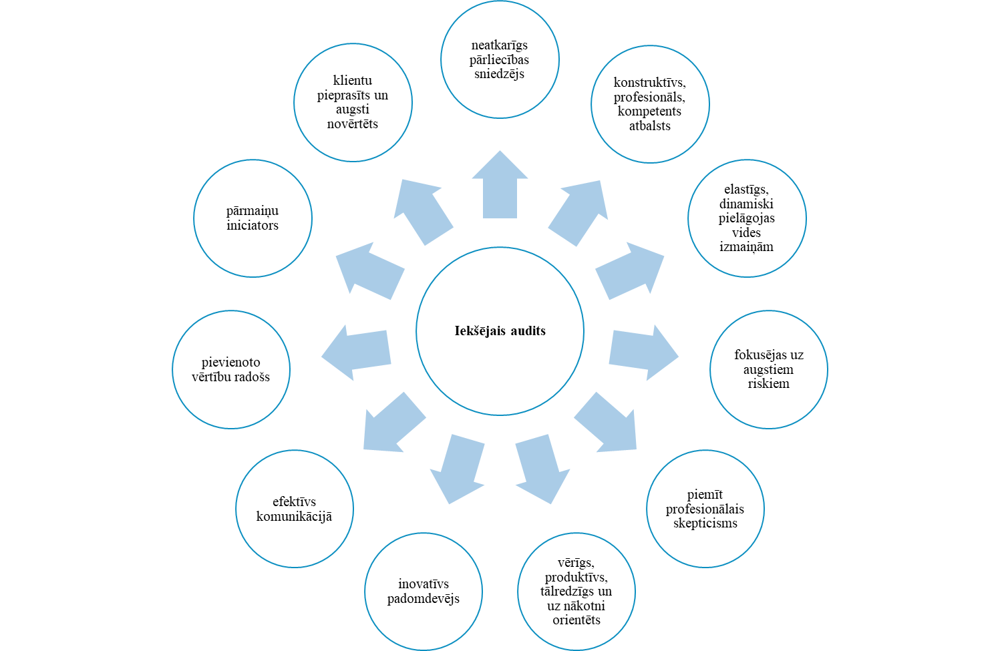 neatkarīgs
pārliecības
sniedzējs
konstruktīvs,
profesionāls,
kompetents
atbalsts
elastīgs,
dinamiski
pielāgojas
vides
izmaiņām
fokusējas uz
augstiem
riskiem
piemīt
profesionālais
skepticisms
vērīgs,
produktīvs,
tālredzīgs un
uz nākotni
orientēts
inovatīvs
padomdevējs
efektīvs
komunikācijā
pievienoto
vērtību radošs
pārmaiņu
iniciators
klientu
pieprasīts un
augsti
novērtēts
Iekšējais audits